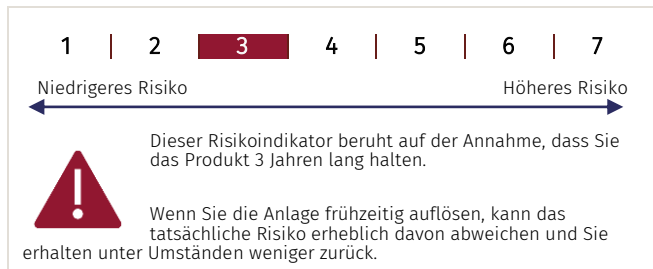 1 2 3 4 5 6 7
Niedrigeres Risiko Höheres Risiko
Dieser Risikoindikator beruht auf der Annahme, dass Sie
das Produkt 3 Jahren lang halten.
Wenn Sie die Anlage frühzeitig auflösen, kann das
tatsächliche Risiko erheblich davon abweichen und Sie
erhalten unter Umständen weniger zurück.